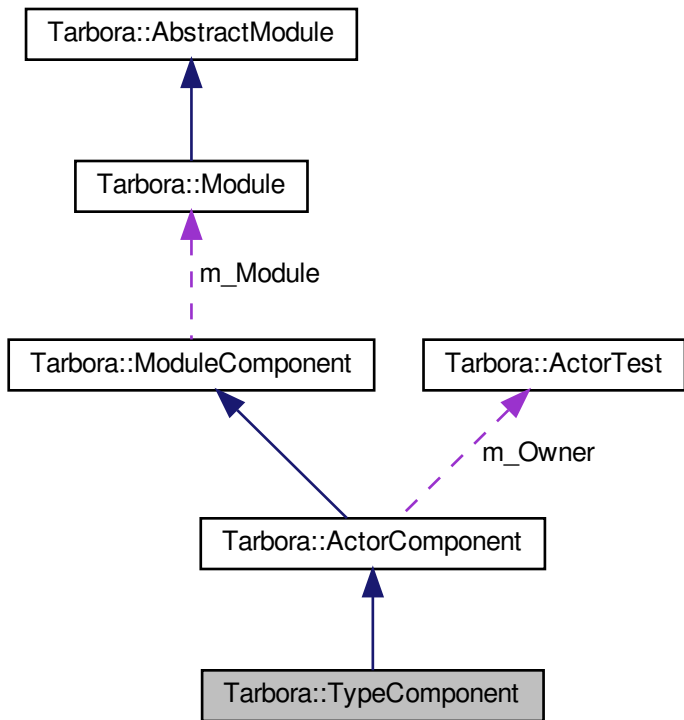 Tarbora::AbstractModule
Tarbora::Module
m_Module
Tarbora::ModuleComponent
Tarbora::ActorTest
m_Owner
Tarbora::ActorComponent
Tarbora::TypeComponent